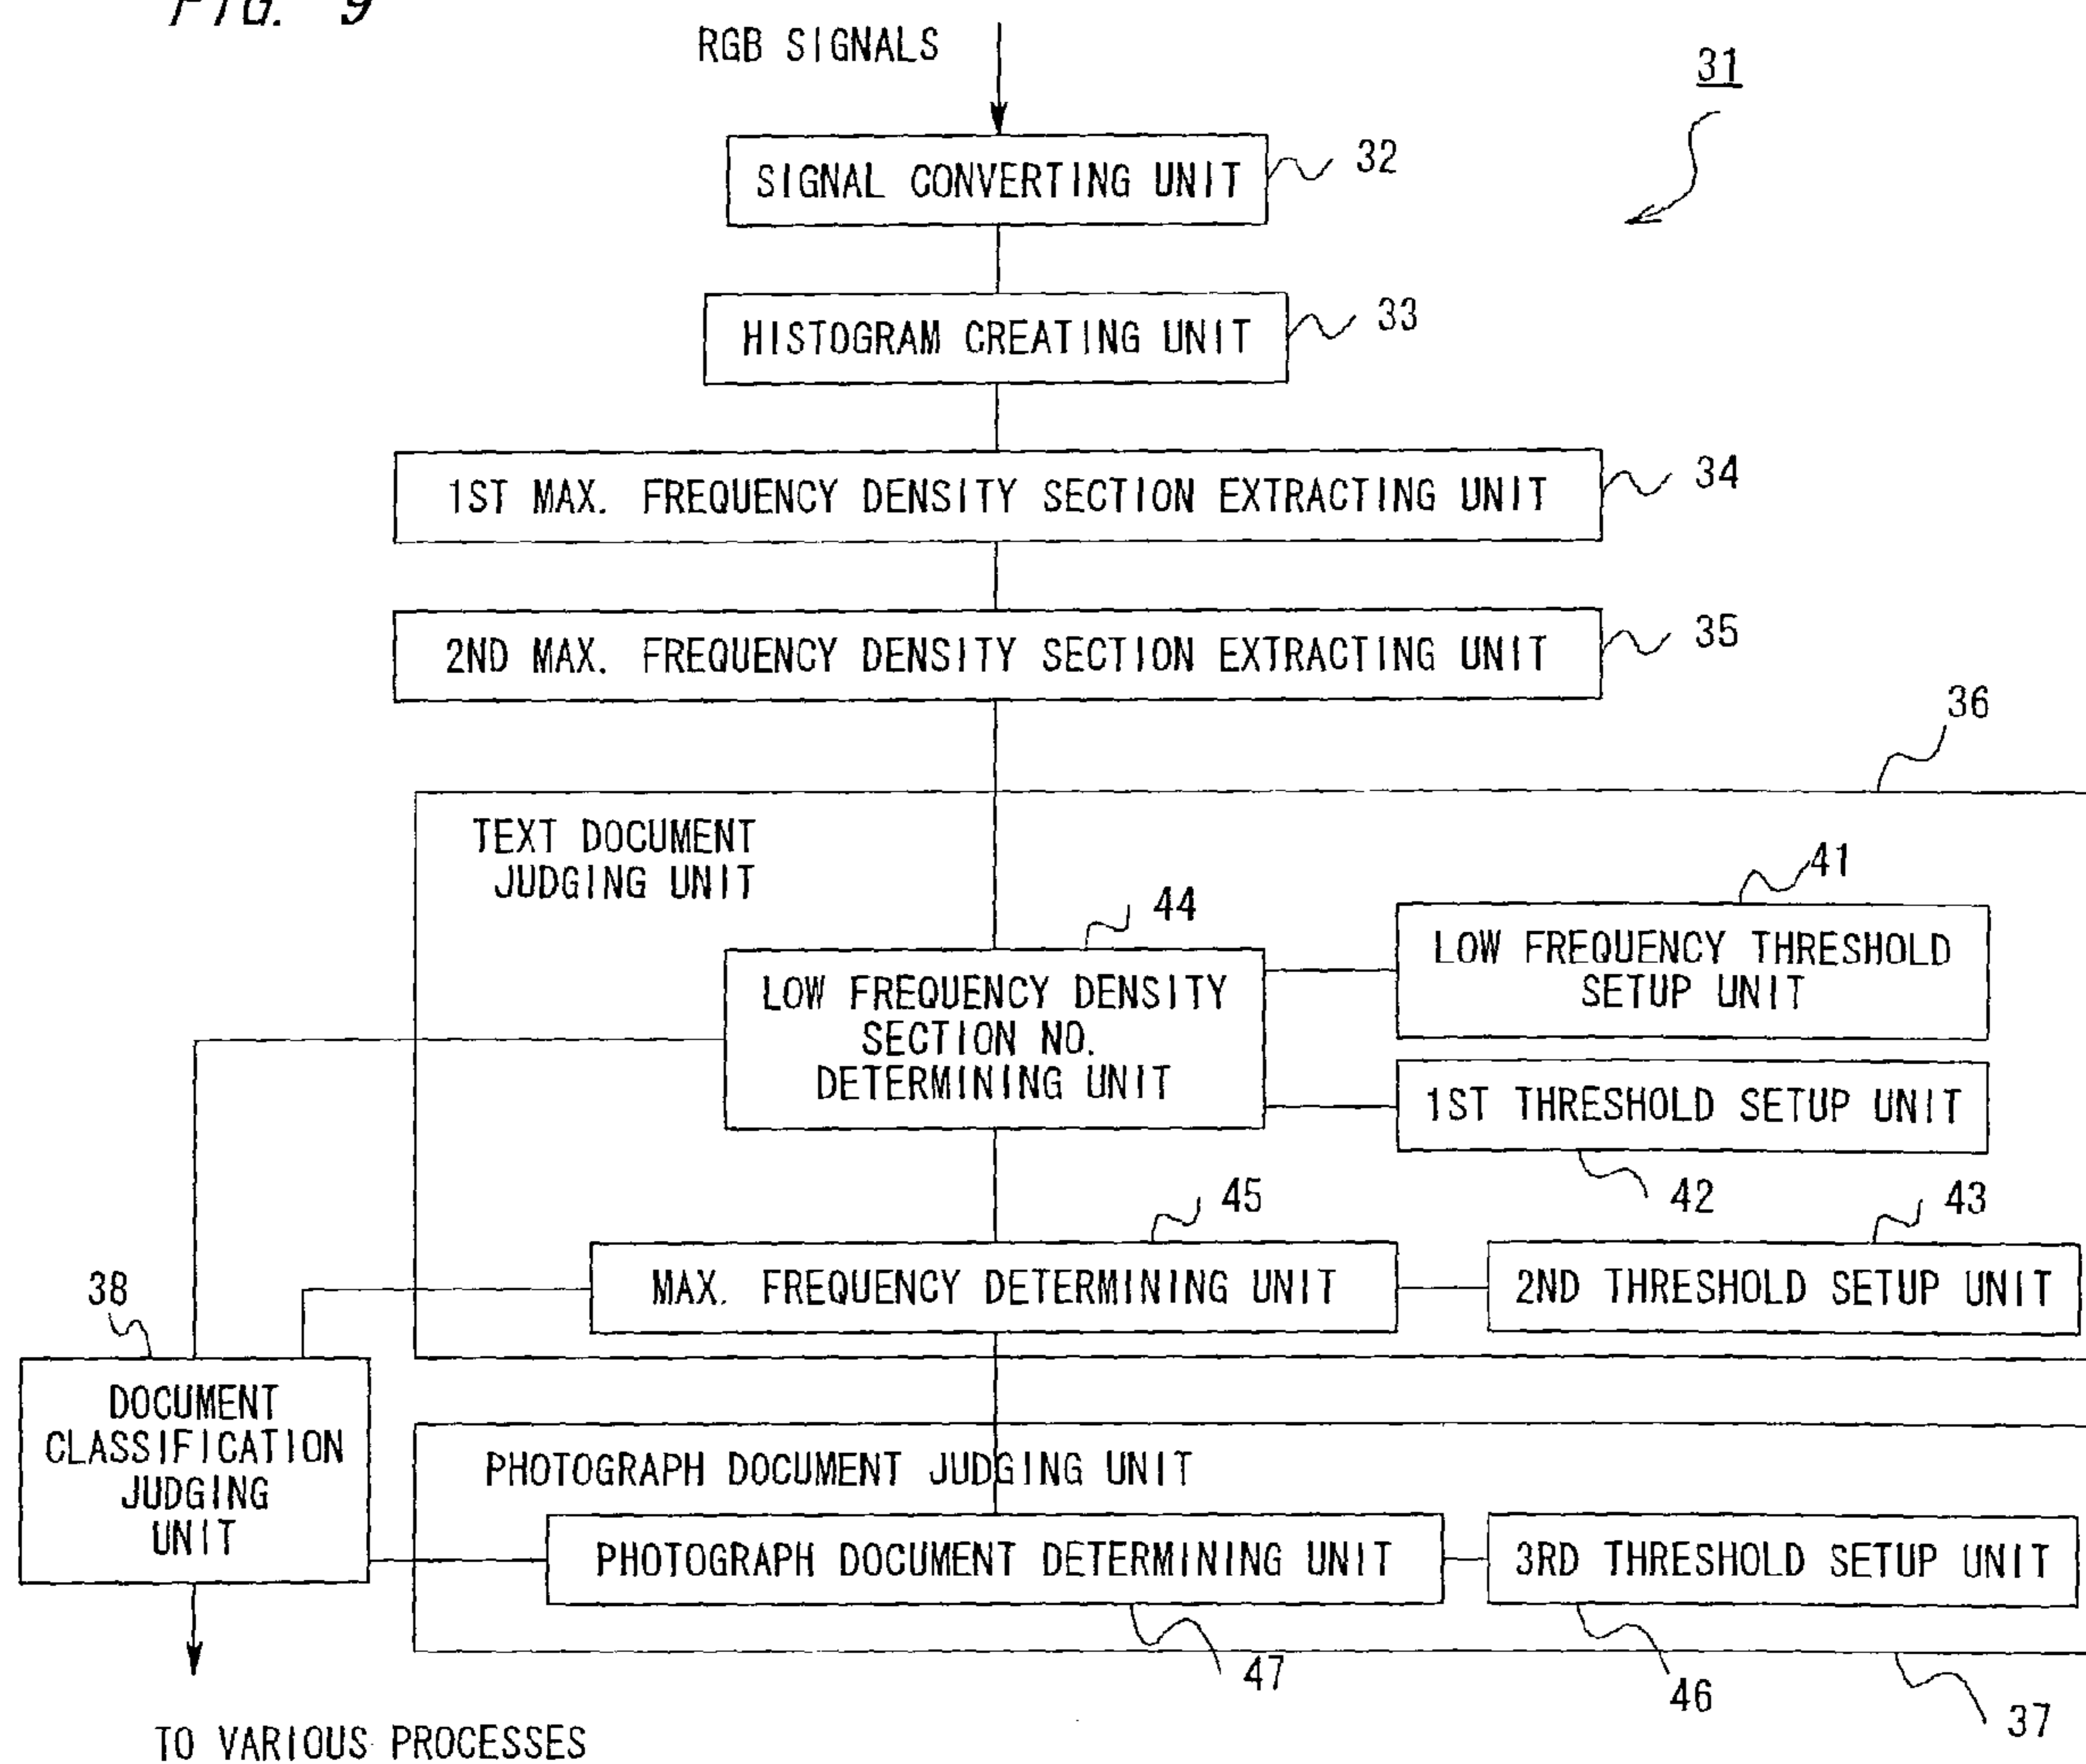 FIG. 9
RGB SIGNALS
31
SIGNAL CONVERTING UNIT
32
HISTOGRAM CREATING UNIT
33
1ST MAX. FREQUENCY DENSITY SECTION EXTRACTING UNIT
34
2ND MAX. FREQUENCY DENSITY SECTION EXTRACTING UNIT
35
36
TEXT DOCUMENT
JUDGING UNIT
41
44
LOW FREQUENCY THRESHOLD
SETUP UNIT
LOW FREQUENCY DENSITY
SECTION NO.
DETERMINING UNIT
1ST THRESHOLD SETUP UNIT
42
45
43
38
MAX. FREQUENCY DETERMINING UNIT
2ND THRESHOLD SETUP UNIT
DOCUMENT
CLASSIFICATION
JUDGING
UNIT
PHOTOGRAPH DOCUMENT JUDGING UNIT
PHOTOGRAPH DOCUMENT DETERMINING UNIT
3RD THRESHOLD SETUP UNIT
47
46
37
TO VARIOUS PROCESSES